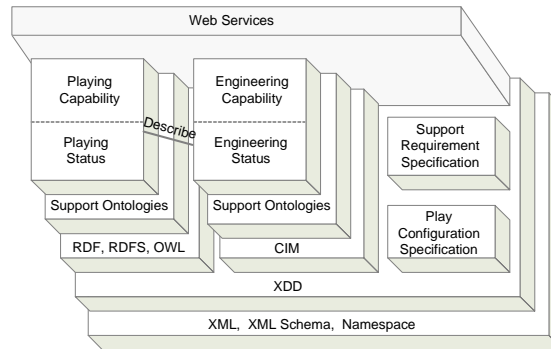 Web Services
Playing
Capability
Playing
Status
Describe
Engineering
Capability
Engineering
Status
Support
Requirement
Specification
Support Ontologies
Support Ontologies
Play
Configuration
Specification
RDF, RDFS, OWL
CIM
XDD
XML, XML Schema, Namespace